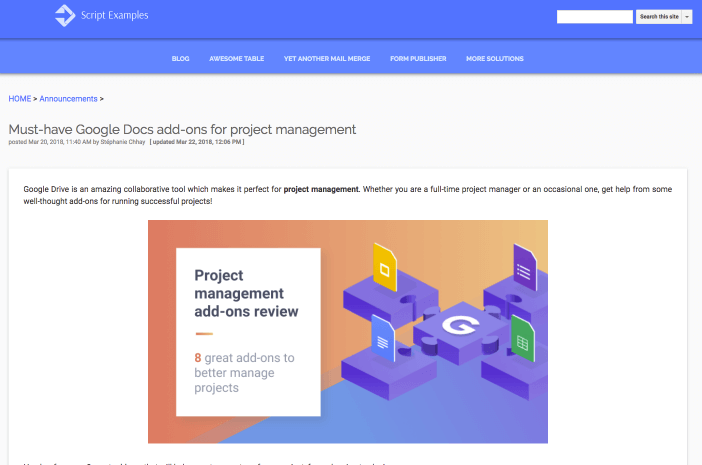 Script Examples
Search this site
BLOG AWESOME TABLE YET ANOTHER MAIL MERGE FORM PUBLISHER MORE SOLUTIONS
HOME > Announcements >
Must-have Google Docs add-ons for project management
posted Mar 20, 2018, 11:40 AM by Stéphanie Chhay [ updated Mar 22, 2018, 12:06 PM ]
Google Drive is an amazing collaborative tool which makes it perfect for project management. Whether you are a full-time project manager or an occasional one, get help from some
well-thought add-ons for running successful projects!
Project
management
add-ons review
8 great add-ons to
better manage
projects
G